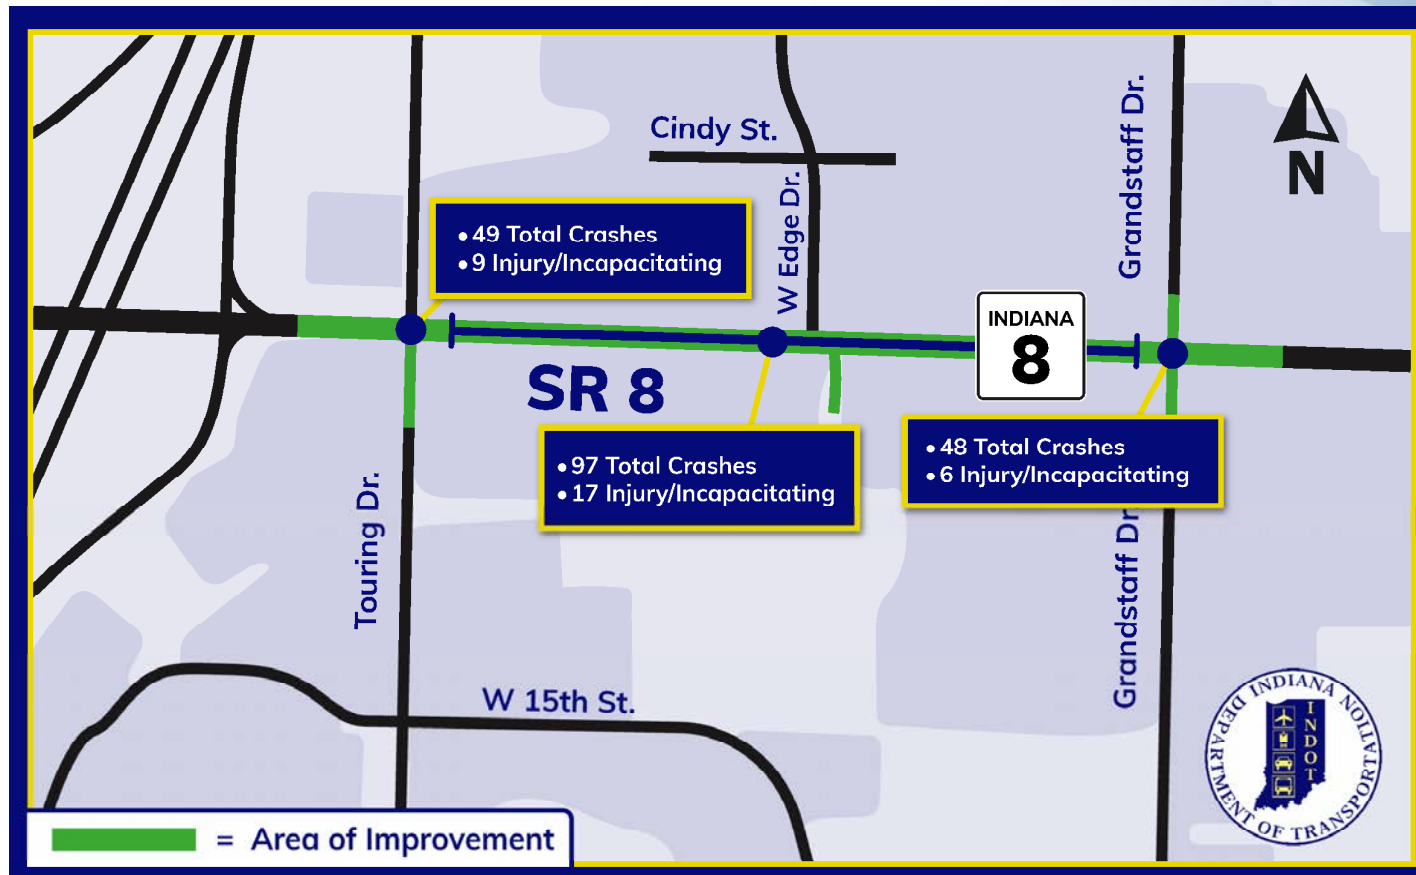 Cindy St.
Grandstaff Dr.
N
W Edge Dr.
• 49 Total Crashes
• 9 Injury/Incapacitating
INDIANA
8
SR 8
• 97 Total Crashes
• 17 Injury/Incapacitating
• 48 Total Crashes
• 6 Injury/Incapacitating
Touring Dr.
Grandstaff Dr.
W 15th St.
INDIANA DEPARTMENT OF TRANSPORTATION
INDOT
= Area of Improvement